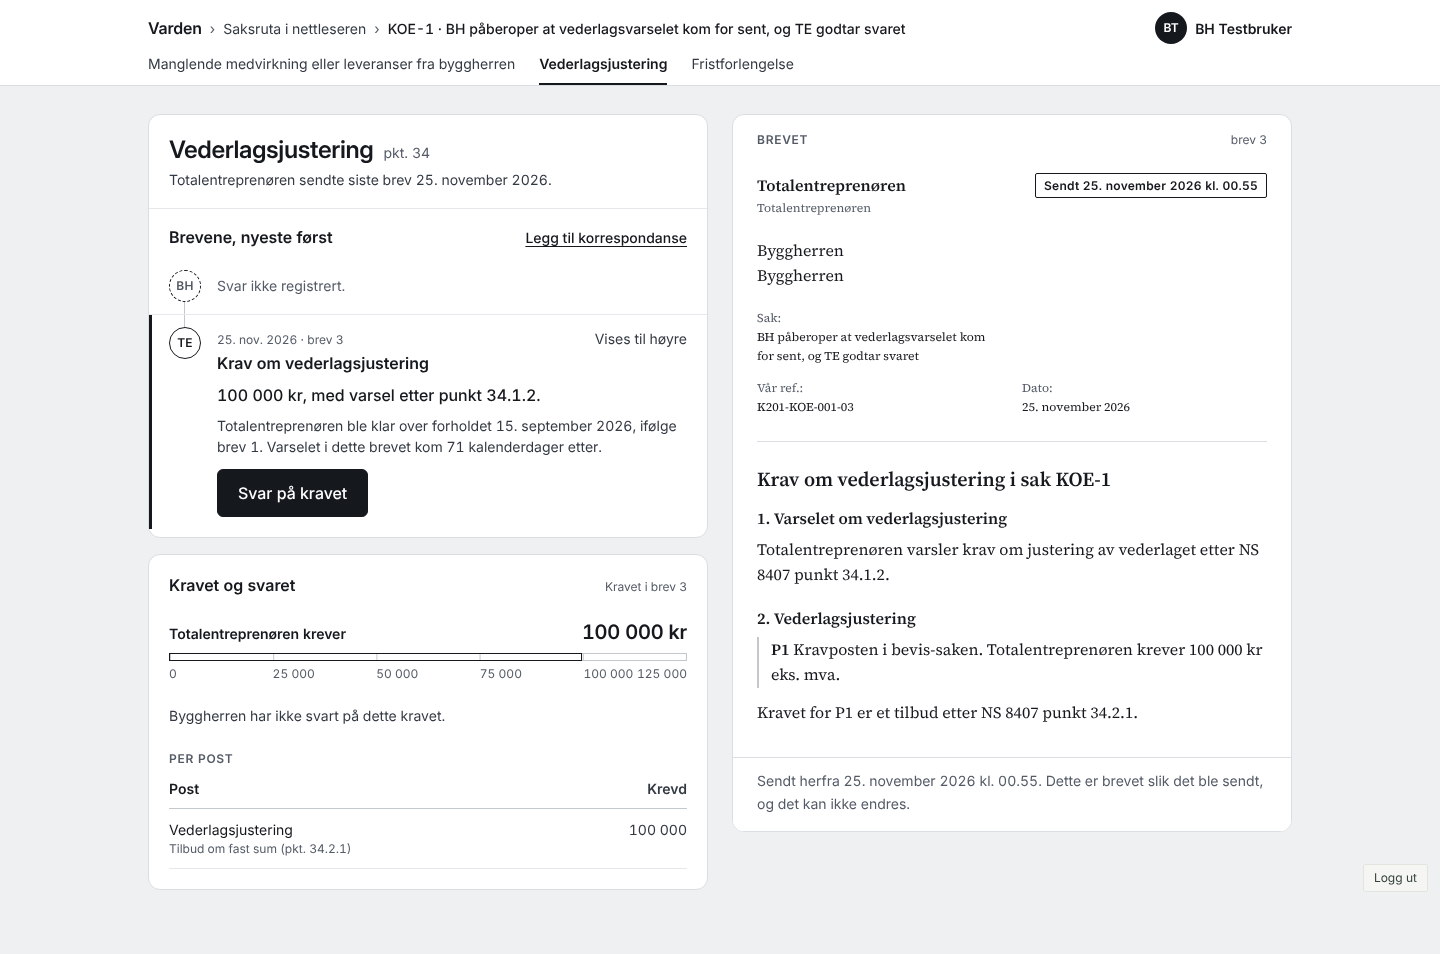 Varden › Saksruta i nettleseren › KOE-1 · BH påberoper at vederlagsvarselet kom for sent, og TE godtar svaret
BT BH Testbruker
Manglende medvirkning eller leveranser fra byggherren Vederlagsjustering Fristforlengelse
Vederlagsjustering pkt. 34
Totalentreprenøren sendte siste brev 25. november 2026.
Brevene, nyeste først Legg til korrespondanse
BH Svar ikke registrert.
TE 25. nov. 2026 · brev 3 Vises til høyre
Krav om vederlagsjustering
100 000 kr, med varsel etter punkt 34.1.2.
Totalentreprenøren ble klar over forholdet 15. september 2026, ifølge
brev 1. Varselet i dette brevet kom 71 kalenderdager etter.
Svar på kravet
Kravet og svaret Kravet i brev 3
Totalentreprenøren krever 100 000 kr
0 25 000 50 000 75 000 100 000 125 000
Byggherren har ikke svart på dette kravet.
PER POST
Post Krevd
Vederlagsjustering 100 000
Tilbud om fast sum (pkt. 34.2.1)
BREVET brev 3
Totalentreprenøren Sendt 25. november 2026 kl. 00.55
Totalentreprenøren
Byggherren
Byggherren
Sak:
BH påberoper at vederlagsvarselet kom
for sent, og TE godtar svaret
Vår ref.: Dato:
K201-KOE-001-03 25. november 2026
Krav om vederlagsjustering i sak KOE-1
1. Varselet om vederlagsjustering
Totalentreprenøren varsler krav om justering av vederlaget etter NS
8407 punkt 34.1.2.
2. Vederlagsjustering
P1 Kravposten i bevis-saken. Totalentreprenøren krever 100 000 kr
eks. mva.
Kravet for P1 er et tilbud etter NS 8407 punkt 34.2.1.
Sendt herfra 25. november 2026 kl. 00.55. Dette er brevet slik det ble sendt,
og det kan ikke endres.
Logg ut